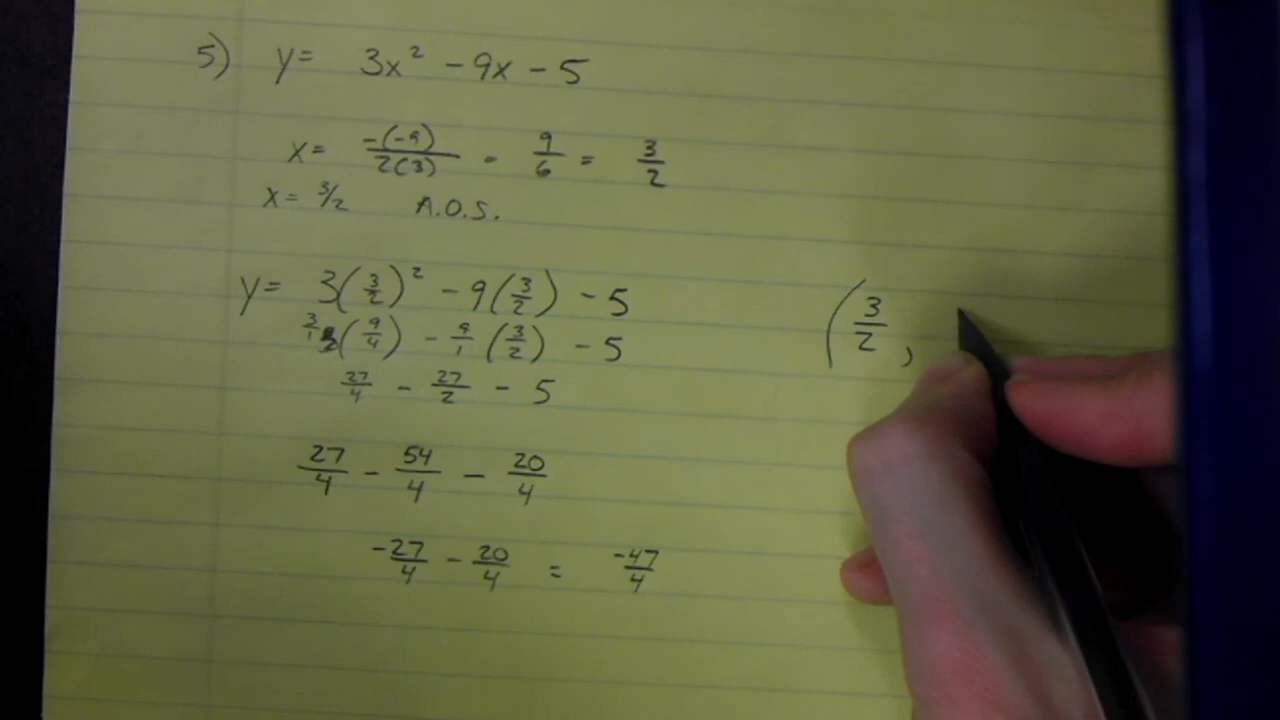 5) y= 3x² - 9x - 5
x= -(-9)/2(3) = 9/6 = 3/2
x = 3/2 A.O.S.
y= 3(3/2)² - 9(3/2) - 5
3/1 (9/4) - 9/1 (3/2) - 5
27/4 - 27/2 - 5
27/4 - 54/4 - 20/4
-27/4 - 20/4 = -47/4
(3/2 ,